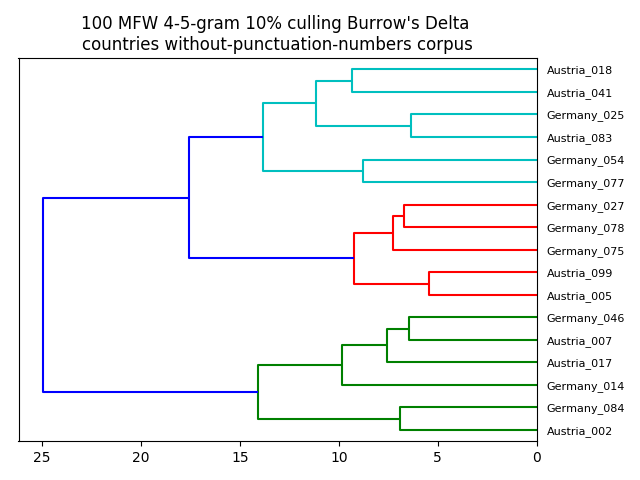 100 MFW 4-5-gram 10% culling Burrow's Delta
countries without-punctuation-numbers corpus
Austria_018
Austria_041
Germany_025
Austria_083
Germany_054
Germany_077
Germany_027
Germany_078
Germany_075
Austria_099
Austria_005
Germany_046
Austria_007
Austria_017
Germany_014
Germany_084
Austria_002
25 20 15 10 5 0